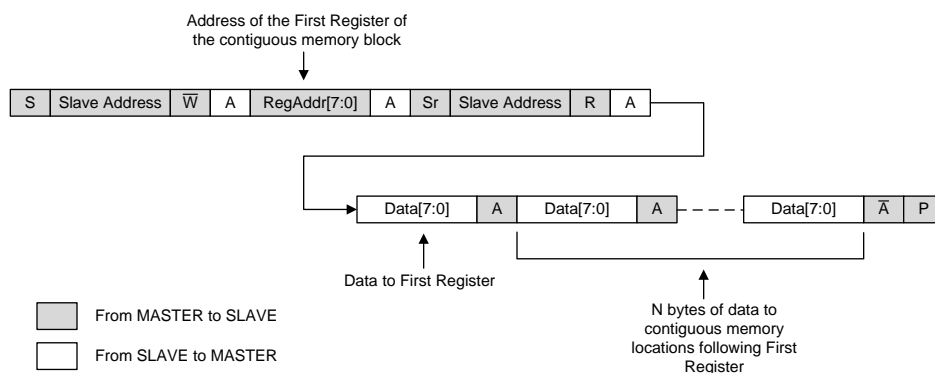 Address of the First Register of
the contiguous memory block
S Slave Address W̅ A RegAddr[7:0] A Sr Slave Address R A
Data[7:0] A Data[7:0] A Data[7:0] A̅ P
Data to First Register
N bytes of data to
contiguous memory
locations following First
Register
From MASTER to SLAVE
From SLAVE to MASTER